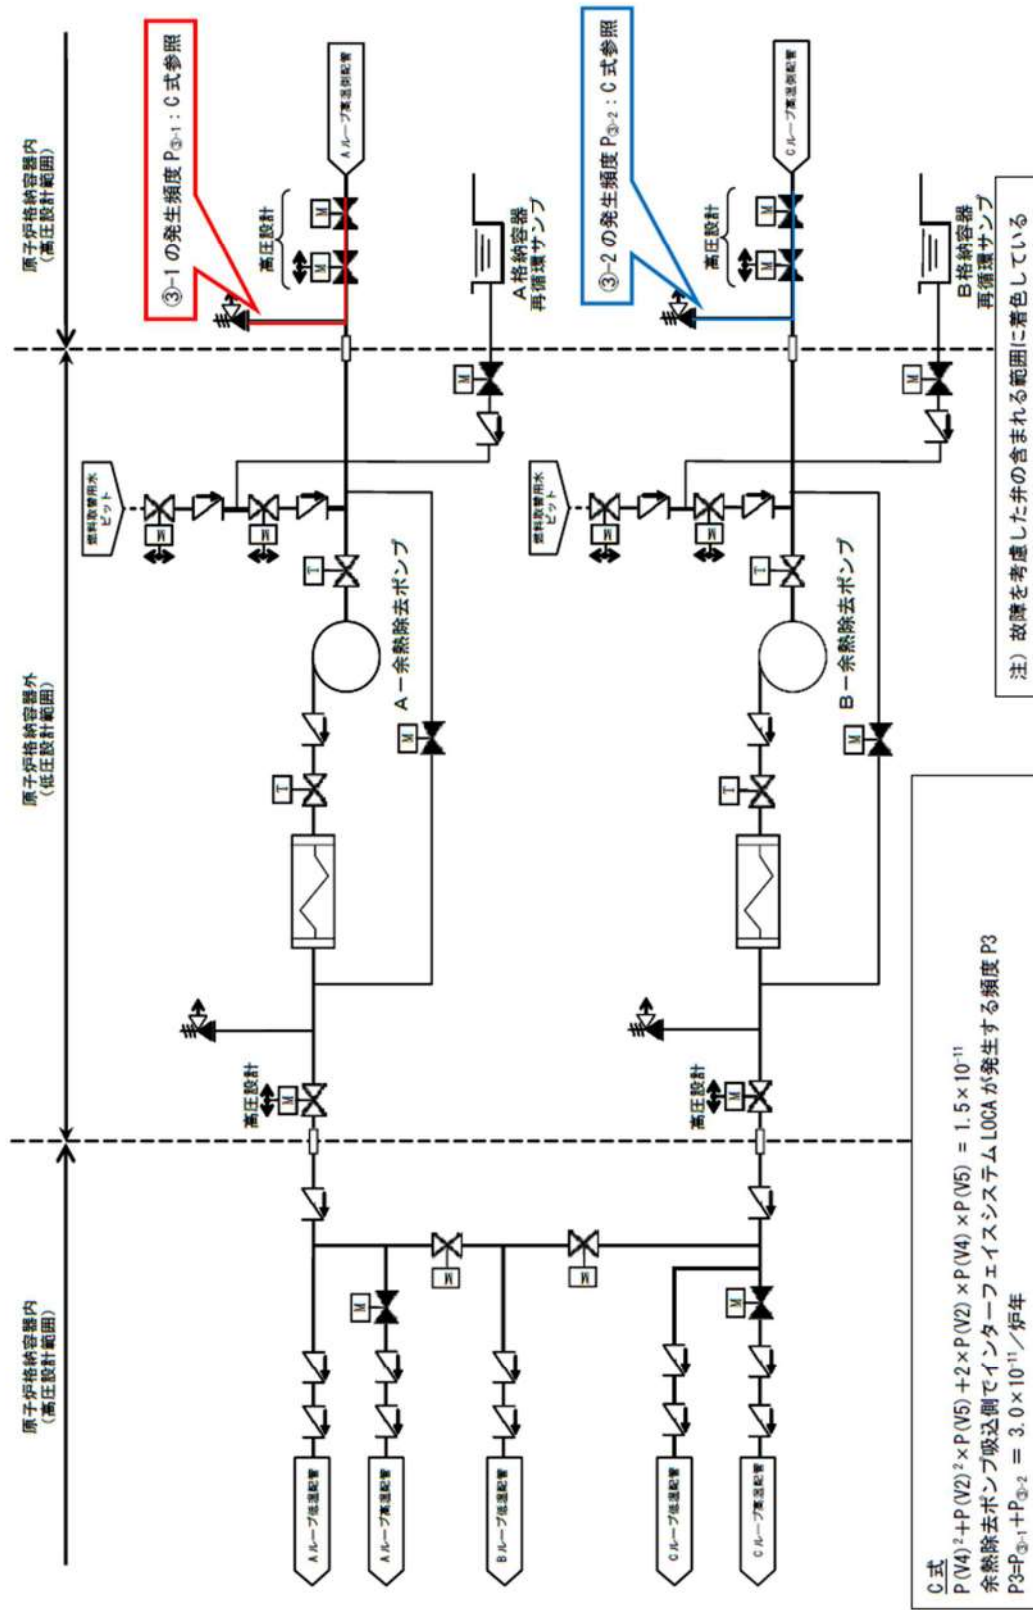 原子炉格納容器内
(高圧設計範囲)
原子炉格納容器外
(低圧設計範囲)
原子炉格納容器内
(高圧設計範囲)
Aループ低温配管
Aループ高温配管
Bループ低温配管
Cループ低温配管
Cループ高温配管
M
M
M
M
高圧設計
M
高圧設計
M
T
T
M
M
A-余熱除去ポンプ
B-余熱除去ポンプ
T
T
燃料取替用水
ピット
M
M
燃料取替用水
ピット
M
M
M
M
A格納容器
再循環サンプ
B格納容器
再循環サンプ
③-1の発生頻度P③-1:C式参照
高圧設計
M
M
Aループ高温側配管
③-2の発生頻度P③-2:C式参照
高圧設計
M
M
Cループ高温側配管
C式
P(V4)²+P(V2)²×P(V5)+2×P(V2)×P(V4)×P(V5) = 1.5×10⁻¹¹
余熱除去ポンプ吸込側でインターフェイスシステムLOCAが発生する頻度P3
P3=P③-1+P③-2 = 3.0×10⁻¹¹/炉年
注) 故障を考慮した弁の含まれる範囲に着色している